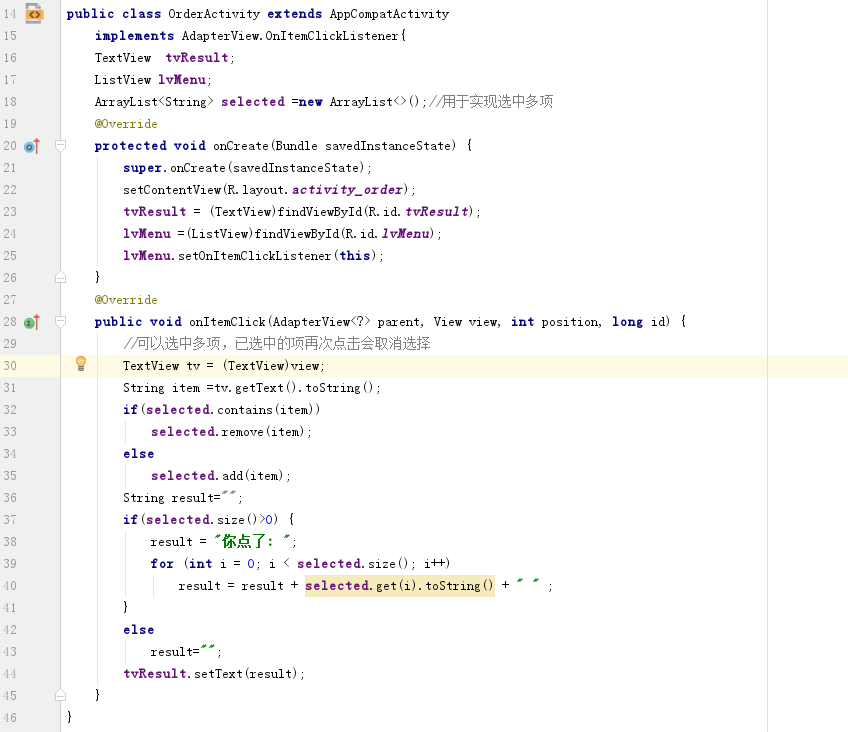 14 public class OrderActivity extends AppCompatActivity
15 implements AdapterView.OnItemClickListener{
16 TextView  tvResult;
17 ListView lvMenu;
18 ArrayList<String> selected =new ArrayList<>();//用于实现选中多项
19 @Override
20 protected void onCreate(Bundle savedInstanceState) {
21 super.onCreate(savedInstanceState);
22 setContentView(R.layout.activity_order);
23 tvResult = (TextView)findViewById(R.id.tvResult);
24 lvMenu =(ListView)findViewById(R.id.lvMenu);
25 lvMenu.setOnItemClickListener(this);
26 }
27 @Override
28 public void onItemClick(AdapterView<?> parent, View view, int position, long id) {
29 //可以选中多项，已选中的项再次点击会取消选择
30 TextView tv = (TextView)view;
31 String item =tv.getText().toString();
32 if(selected.contains(item))
33 selected.remove(item);
34 else
35 selected.add(item);
36 String result="";
37 if(selected.size()>0) {
38 result = "你点了: ";
39 for (int i = 0; i < selected.size(); i++)
40 result = result + selected.get(i).toString() + " " ;
41 }
42 else
43 result="";
44 tvResult.setText(result);
45 }
46 }